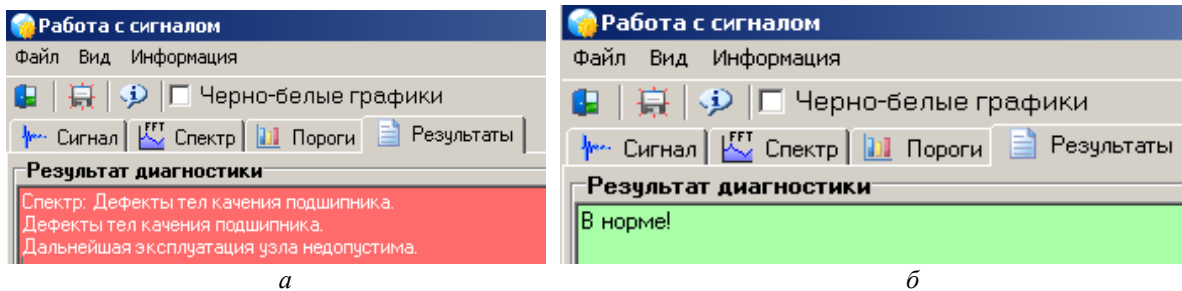 Работа с сигналом
Файл Вид Информация
Черно-белые графики
Сигнал FFT Спектр Пороги Результаты
Результат диагностики
Спектр: Дефекты тел качения подшипника.
Дефекты тел качения подшипника.
Дальнейшая эксплуатация узла недопустима.
а
Работа с сигналом
Файл Вид Информация
Черно-белые графики
Сигнал FFT Спектр Пороги Результаты
Результат диагностики
В норме!
б